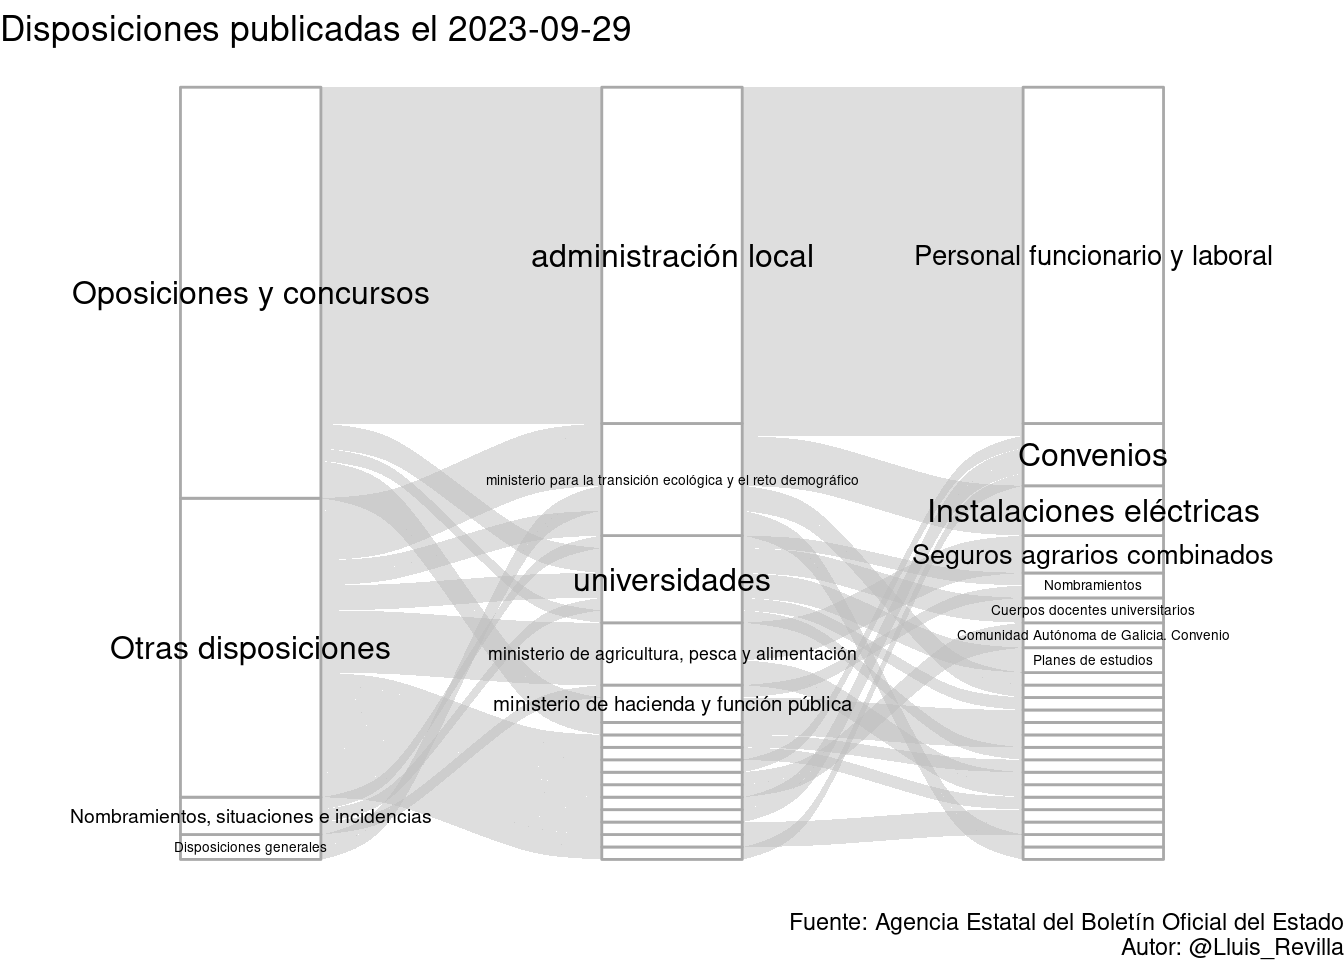 Disposiciones publicadas el 2023-09-29
Oposiciones y concursos
Otras disposiciones
Nombramientos, situaciones e incidencias
Disposiciones generales
administración local
ministerio para la transición ecológica y el reto demográfico
universidades
ministerio de agricultura, pesca y alimentación
ministerio de hacienda y función pública
Personal funcionario y laboral
Convenios
Instalaciones eléctricas
Seguros agrarios combinados
Nombramientos
Cuerpos docentes universitarios
Comunidad Autónoma de Galicia. Convenio
Planes de estudios
Fuente: Agencia Estatal del Boletín Oficial del Estado
Autor: @Lluis_Revilla